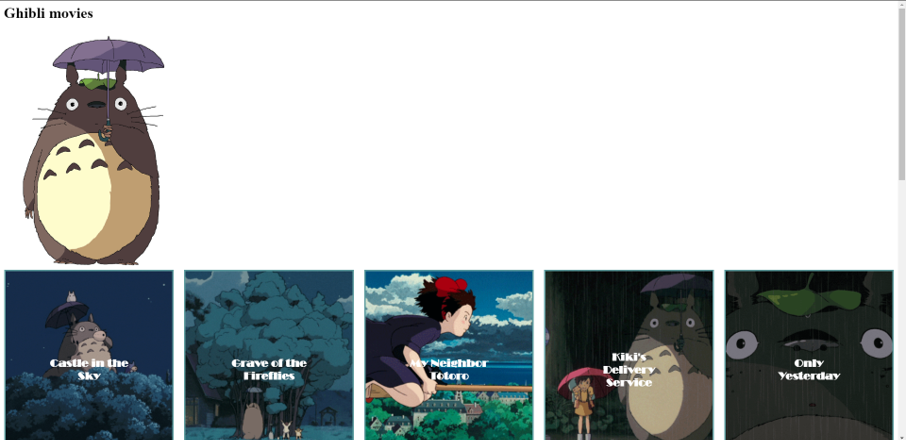 Ghibli movies
Castle in the
Sky
Grave of the
Fireflies
My Neighbor
Totoro
Kiki's
Delivery
Service
Only
Yesterday